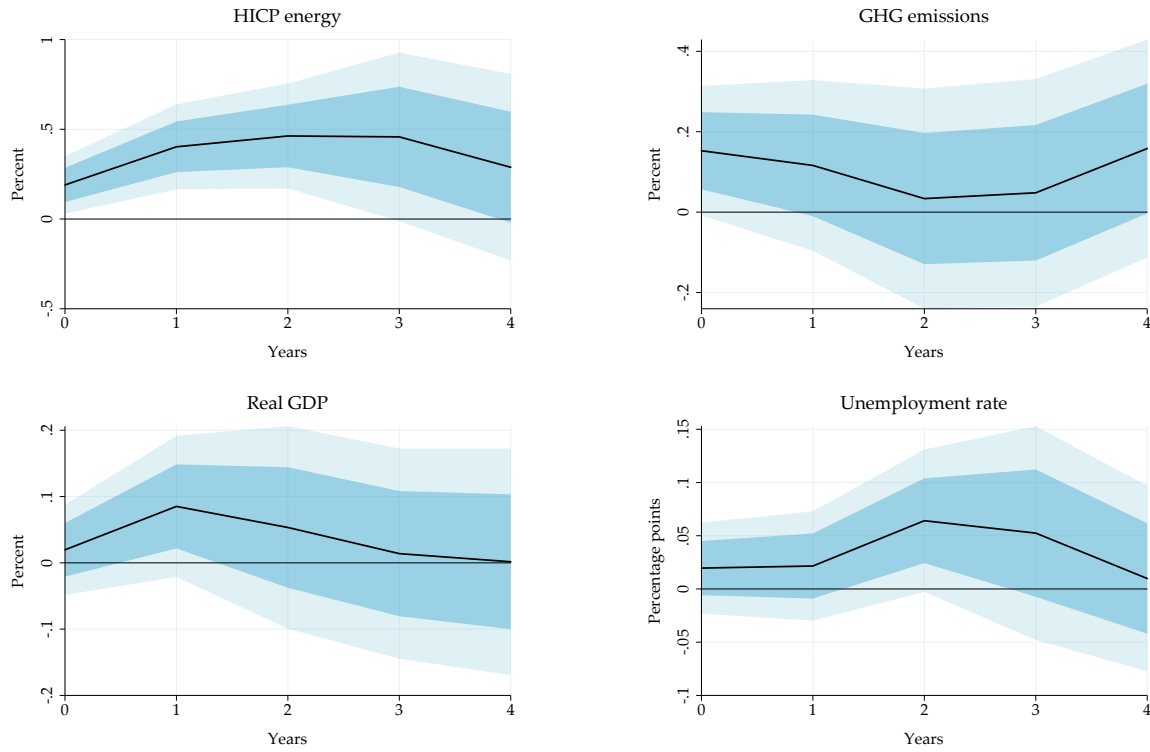 HICP energy
Percent
1
.5
0
-.5
0 1 2 3 4
Years
GHG emissions
Percent
.4
.2
0
-.2
0 1 2 3 4
Years
Real GDP
Percent
.2
.1
0
-.1
-.2
0 1 2 3 4
Years
Unemployment rate
Percentage points
.15
.1
.05
0
-.05
-.1
0 1 2 3 4
Years